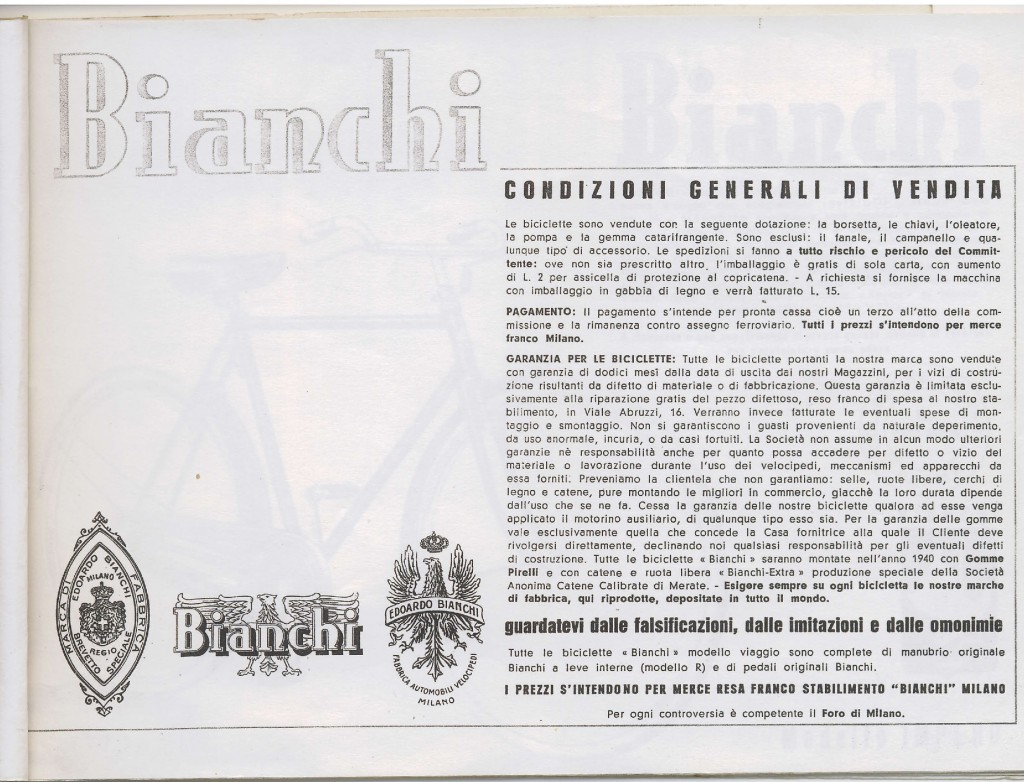 Bianchi
CONDIZIONI GENERALI DI VENDITA
Le biciclette sono vendute con la seguente dotazione: la borsetta, le chiavi, l'oleatore,
la pompa e la gemma catarifrangente. Sono esclusi: il fanale, il campanello e qua-
lunque tipo di accessorio. Le spedizioni si fanno a tutto rischio e pericolo del Commit-
tente: ove non sia prescritto altro, l'imballaggio è gratis di sola carta, con aumento
di L. 2 per assicella di protezione al copricatena. - A richiesta si fornisce la macchina
con imballaggio in gabbia di legno e verrà fatturato L. 15.
PAGAMENTO: Il pagamento s'intende per pronta cassa cioè un terzo all'atto della com-
missione e la rimanenza contro assegno ferroviario. Tutti i prezzi s'intendono per merce
franco Milano.
GARANZIA PER LE BICICLETTE: Tutte le biciclette portanti la nostra marca sono vendute
con garanzia di dodici mesi dalla data di uscita dai nostri Magazzini, per i vizi di costru-
zione risultanti da difetto di materiale o di fabbricazione. Questa garanzia è limitata esclu-
sivamente alla riparazione gratis del pezzo difettoso, reso franco di spesa al nostro sta-
bilimento, in Viale Abruzzi, 16. Verranno invece fatturate le eventuali spese di mon-
taggio e smontaggio. Non si garantiscono i guasti provenienti da naturale deperimento,
da uso anormale, incuria, o da casi fortuiti. La Società non assume in alcun modo ulteriori
garanzie nè responsabilità anche per quanto possa accadere per difetto o vizio del
materiale o lavorazione durante l'uso dei velocipedi, meccanismi ed apparecchi da
essa forniti. Preveniamo la clientela che non garantiamo: selle, ruote libere, cerchi di
legno e catene, pure montando le migliori in commercio, giacchè la loro durata dipende
dall'uso che se ne fa. Cessa la garanzia delle nostre biciclette qualora ad esse venga
applicato il motorino ausiliario, di qualunque tipo esso sia. Per la garanzia delle gomme
vale esclusivamente quella che concede la Casa fornitrice alla quale il Cliente deve
rivolgersi direttamente, declinando noi qualsiasi responsabilità per gli eventuali difetti
di costruzione. Tutte le biciclette «Bianchi» saranno montate nell'anno 1940 con Gomme
Pirelli e con catene e ruota libera «Bianchi-Extra» produzione speciale della Società
Anonima Catene Calibrate di Merate. - Esigere sempre su ogni bicicletta le nostre marche
di fabbrica, qui riprodotte, depositate in tutto il mondo.
guardatevi dalle falsificazioni, dalle imitazioni e dalle omonimie
Tutte le biciclette «Bianchi» modello viaggio sono complete di manubrio originale
Bianchi a leve interne (modello R) e di pedali originali Bianchi.
I PREZZI S'INTENDONO PER MERCE RESA FRANCO STABILIMENTO "BIANCHI" MILANO
Per ogni controversia è competente il Foro di Milano.
MARCA DI FABBRICA
EDOARDO BIANCHI
MILANO
REGIO
BREVETTO SPECIALE
Bianchi
EDOARDO BIANCHI
FABBRICA AUTOMOBILI VELOCIPEDI
MILANO